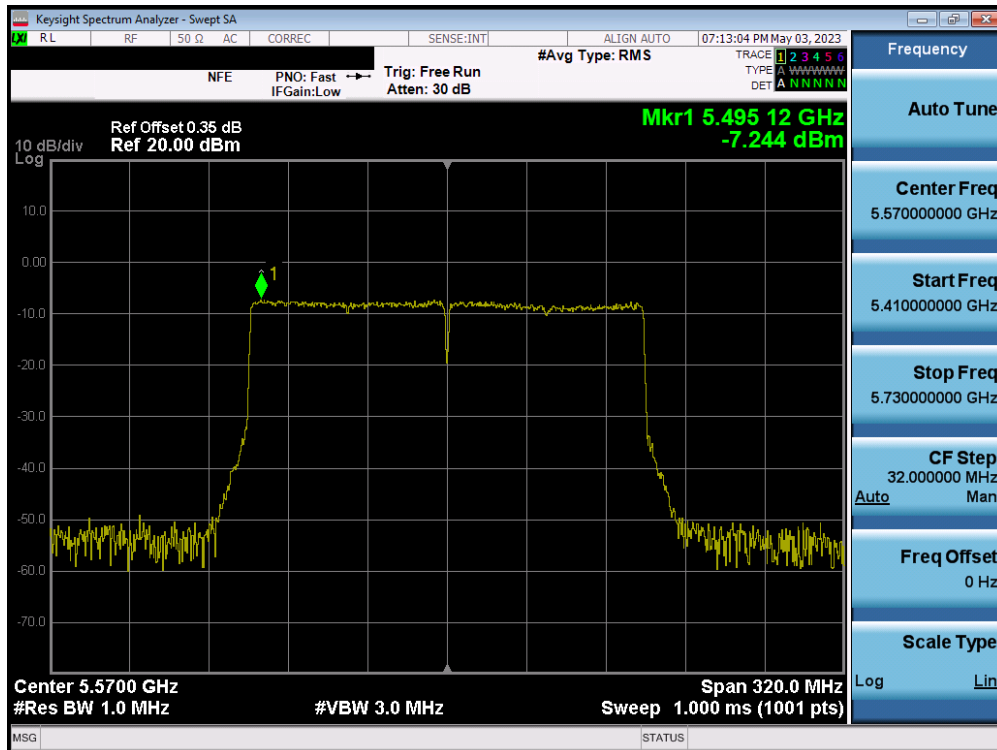 Keysight Spectrum Analyzer - Swept SA
LXI RL RF 50 Ω AC CORREC SENSE:INT ALIGN AUTO 07:13:04 PM May 03, 2023
Frequency
NFE PNO: Fast Trig: Free Run #Avg Type: RMS TRACE 1 2 3 4 5 6
IFGain:Low Atten: 30 dB TYPE A WWWWW
DET A N N N N N
Auto Tune
Mkr1 5.495 12 GHz
-7.244 dBm
Ref Offset 0.35 dB
10 dB/div Ref 20.00 dBm
Log
1
10.0
0.00
-10.0
-20.0
-30.0
-40.0
-50.0
-60.0
-70.0
Center Freq
5.570000000 GHz
Start Freq
5.410000000 GHz
Stop Freq
5.730000000 GHz
CF Step
32.000000 MHz
Auto Man
Freq Offset
0 Hz
Scale Type
Log Lin
Center 5.5700 GHz Span 320.0 MHz
#Res BW 1.0 MHz #VBW 3.0 MHz Sweep 1.000 ms (1001 pts)
MSG STATUS